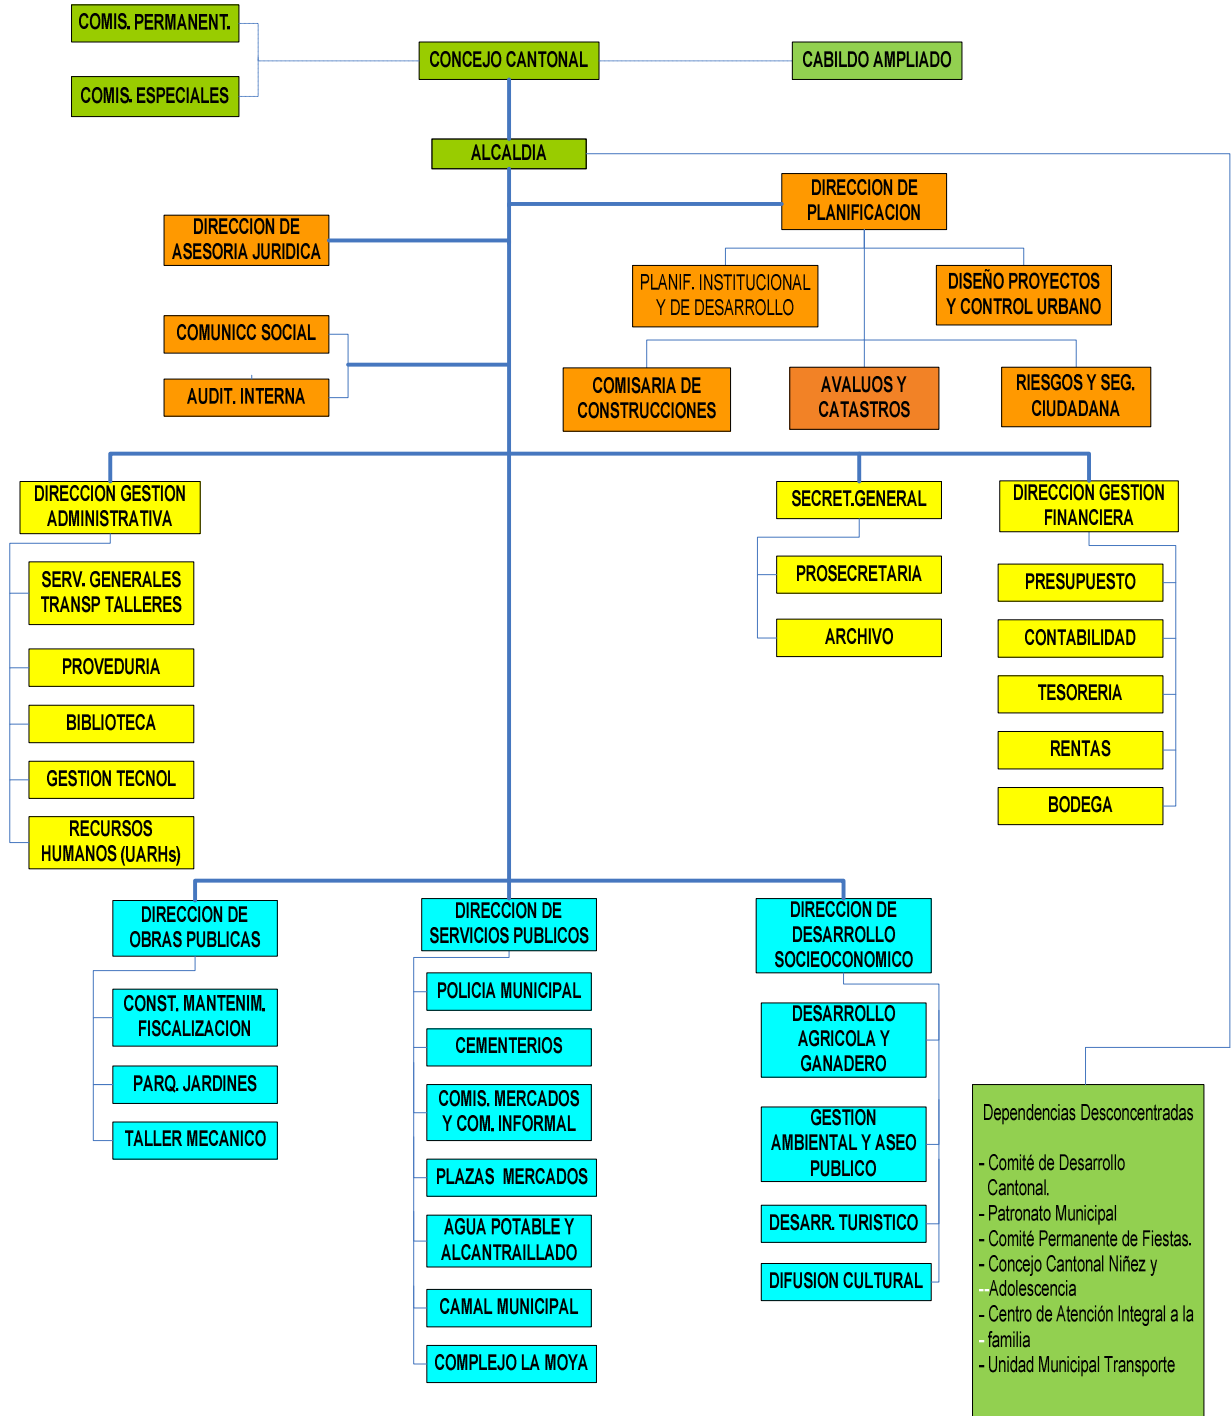 COMIS. PERMANENT.
CONCEJO CANTONAL
CABILDO AMPLIADO
COMIS. ESPECIALES
ALCALDIA
DIRECCION DE
PLANIFICACION
DIRECCION DE
ASESORIA JURIDICA
PLANIF. INSTITUCIONAL
Y DE DESARROLLO
DISEÑO PROYECTOS
Y CONTROL URBANO
COMUNICC SOCIAL
AUDIT. INTERNA
COMISARIA DE
CONSTRUCCIONES
AVALUOS Y
CATASTROS
RIESGOS Y SEG.
CIUDADANA
DIRECCION GESTION
ADMINISTRATIVA
SERV. GENERALES
TRANSP TALLERES
PROVEDURIA
BIBLIOTECA
GESTION TECNOL
RECURSOS
HUMANOS (UARHs)
SECRET.GENERAL
PROSECRETARIA
ARCHIVO
DIRECCION GESTION
FINANCIERA
PRESUPUESTO
CONTABILIDAD
TESORERIA
RENTAS
BODEGA
DIRECCION DE
OBRAS PUBLICAS
CONST. MANTENIM.
FISCALIZACION
PARQ. JARDINES
TALLER MECANICO
DIRECCION DE
SERVICIOS PUBLICOS
POLICIA MUNICIPAL
CEMENTERIOS
COMIS. MERCADOS
Y COM. INFORMAL
PLAZAS MERCADOS
AGUA POTABLE Y
ALCANTRAILLADO
CAMAL MUNICIPAL
COMPLEJO LA MOYA
DIRECCION DE
DESARROLLO
SOCIEOCONOMICO
DESARROLLO
AGRICOLA Y
GANADERO
GESTION
AMBIENTAL Y ASEO
PUBLICO
DESARR. TURISTICO
DIFUSION CULTURAL
Dependencias Desconcentradas
- Comité de Desarrollo
Cantonal.
- Patronato Municipal
- Comité Permanente de Fiestas.
- Concejo Cantonal Niñez y
--Adolescencia
- Centro de Atención Integral a la
- familia
- Unidad Municipal Transporte